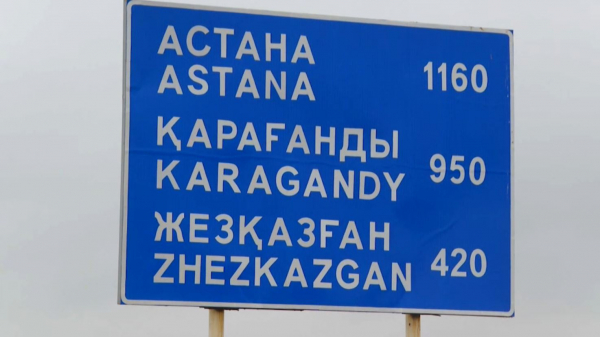 АСТАНА
ASTANA 1160
ҚАРАҒАНДЫ
KARAGANDY 950
ЖЕЗҚАЗҒАН
ZHEZKAZGAN 420